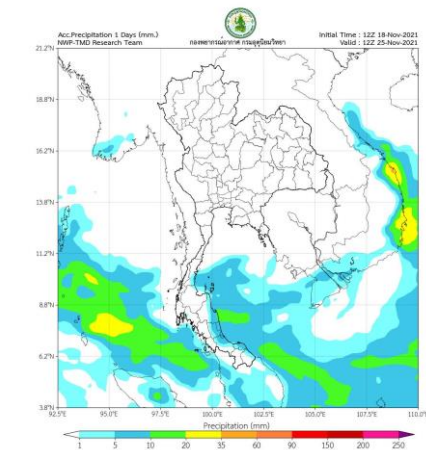 Acc.Precipitation 1 Days (mm.)
NWP-TMD Research Team
กองพยากรณ์อากาศ กรมอุตุนิยมวิทยา
Initial Time : 12Z 18-Nov-2021
Valid : 12Z 25-Nov-2021
21.2°N
18.8°N
16.2°N
13.8°N
11.2°N
8.8°N
6.2°N
3.8°N
92.5°E 95.0°E 97.5°E 100.0°E 102.5°E 105.0°E 107.5°E 110.0°E
Precipitation (mm)
1 5 10 20 35 60 90 150 200 250